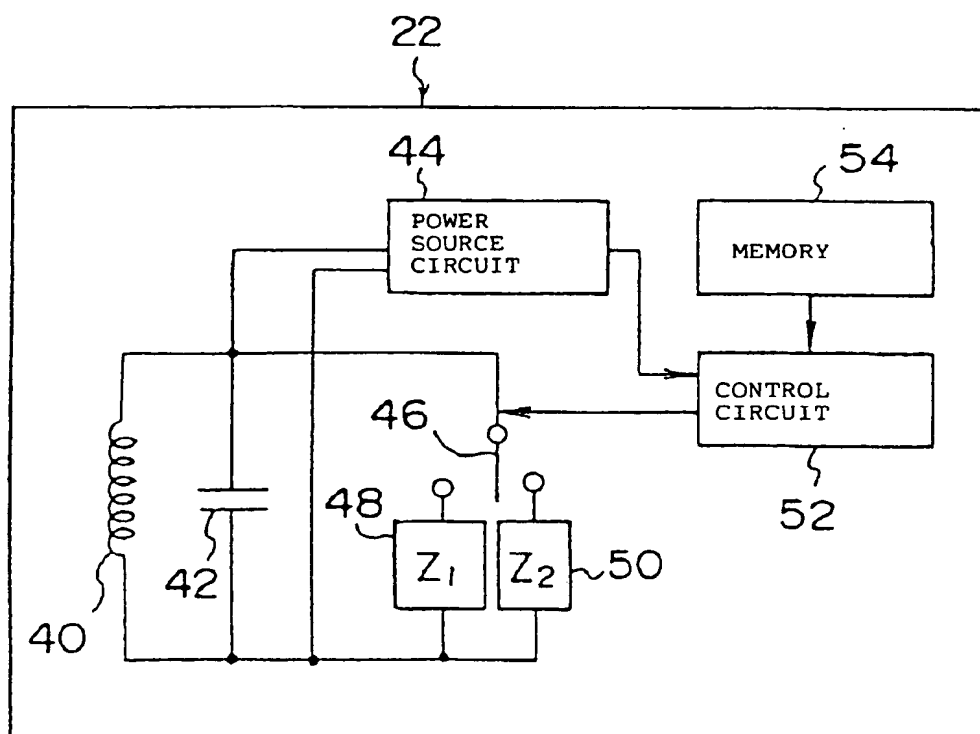 22
44
54
POWER
SOURCE
CIRCUIT
MEMORY
CONTROL
CIRCUIT
46
48
52
42
Z1
Z2
50
40